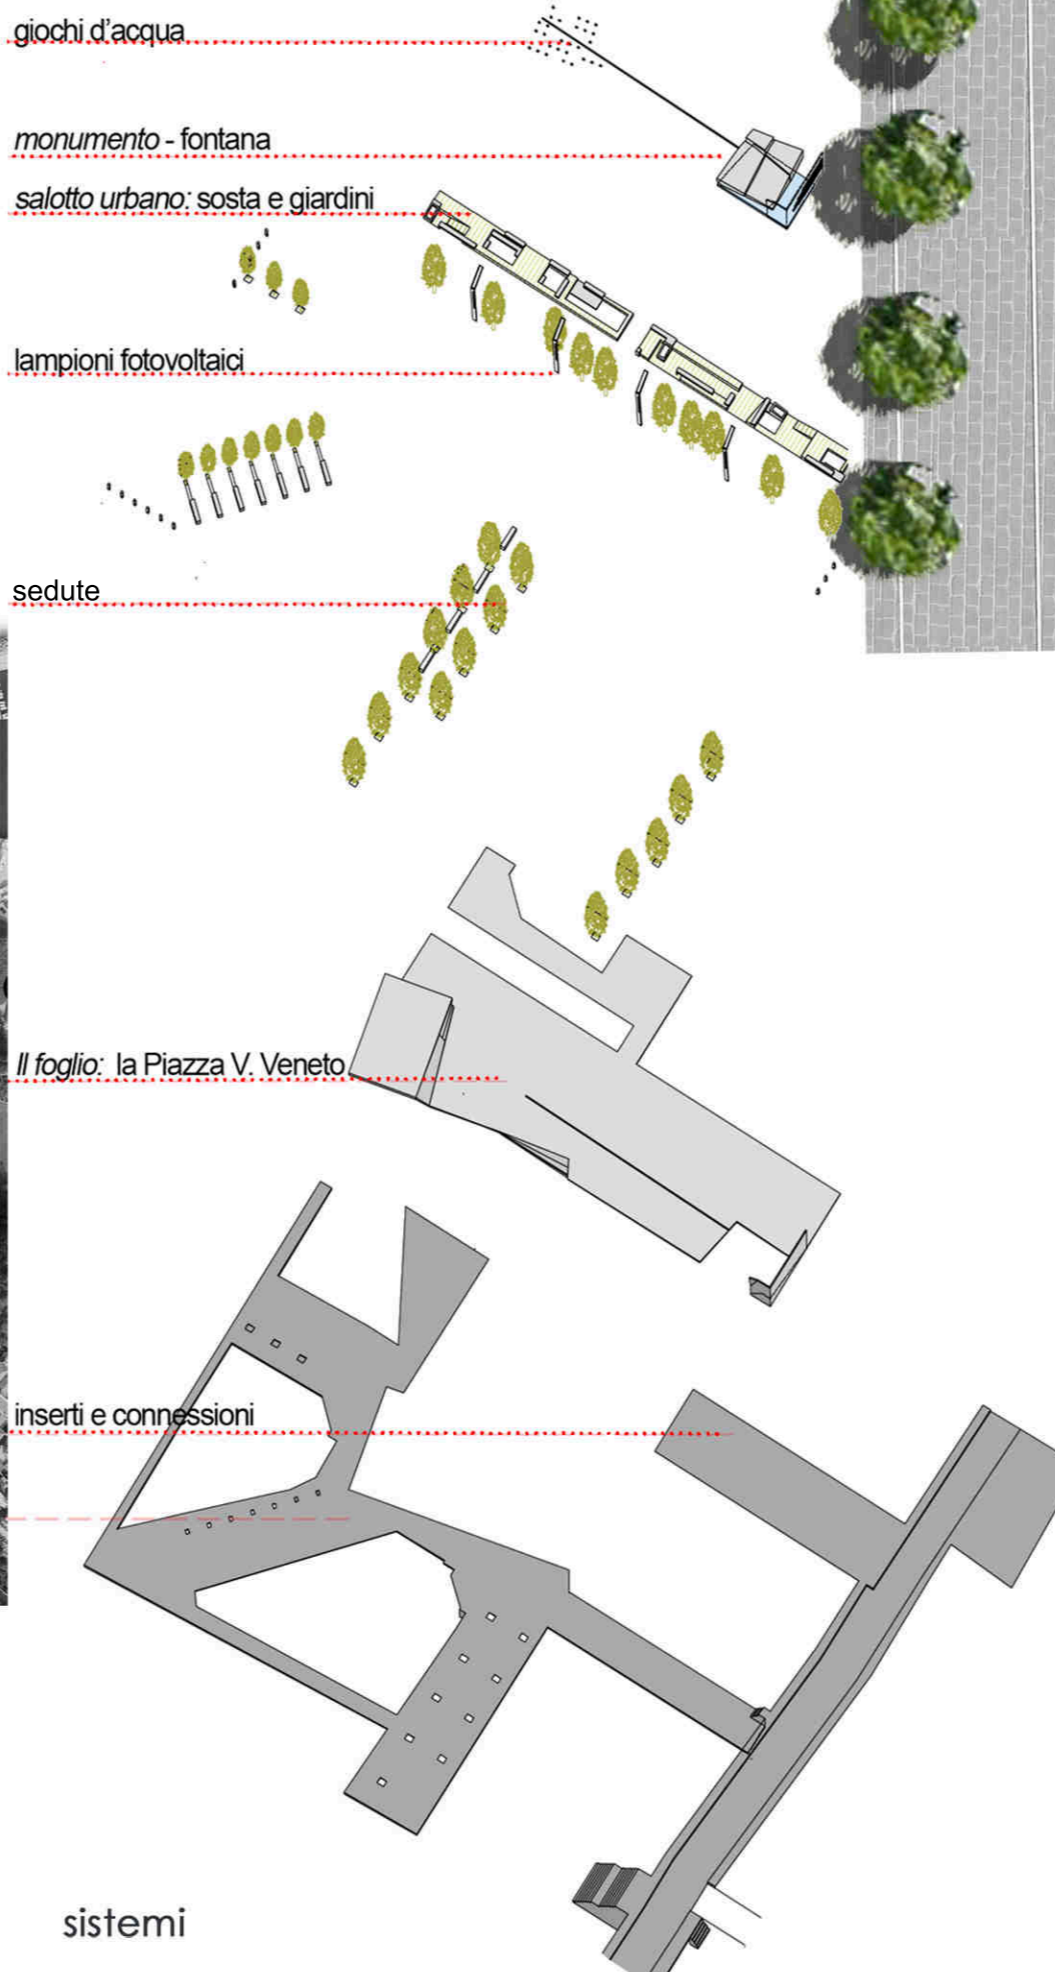 giochi d'acqua
monumento - fontana
salotto urbano: sosta e giardini
lampioni fotovoltaici
sedute
Il foglio: la Piazza V. Veneto
inserti e connessioni
sistemi